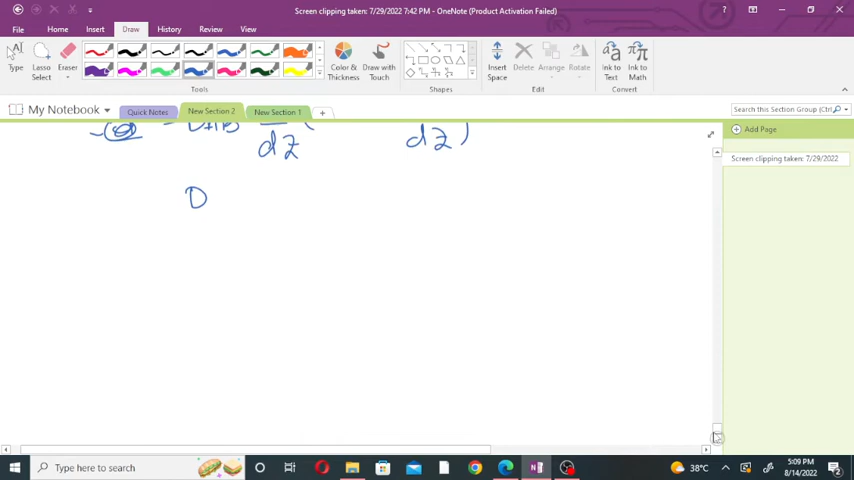 Screen clipping taken: 7/29/2022 7:42 PM - OneNote (Product Activation Failed)
File Home Insert Draw History Review View
Type Lasso Select Eraser Color & Thickness Draw with Touch Insert Space Delete Arrange Rotate Ink to Text Ink to Math
Tools Shapes Edit Convert
My Notebook Quick Notes New Section 2 New Section 1 Search this Section Group (Ctrl
Add Page
Screen clipping taken: 7/29/2022
dz dz )
D
Type here to search 38°C 5:09 PM
8/14/2022 2